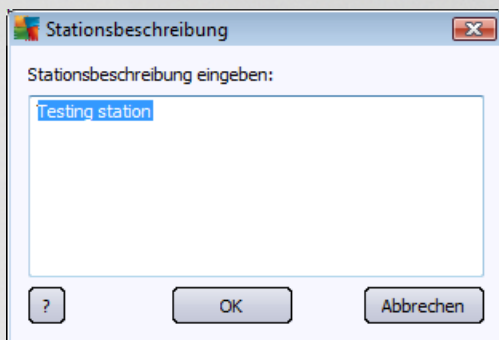 Stationsbeschreibung
Stationsbeschreibung eingeben:
Testing station
?
OK
Abbrechen